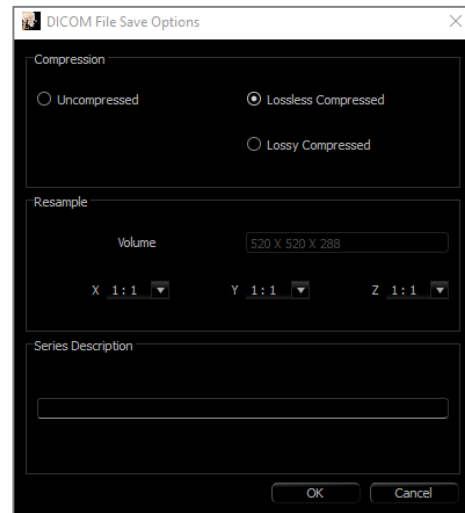 DICOM File Save Options
Compression
Uncompressed
Lossless Compressed
Lossy Compressed
Resample
Volume 520 X 520 X 288
X 1:1 Y 1:1 Z 1:1
Series Description
OK Cancel